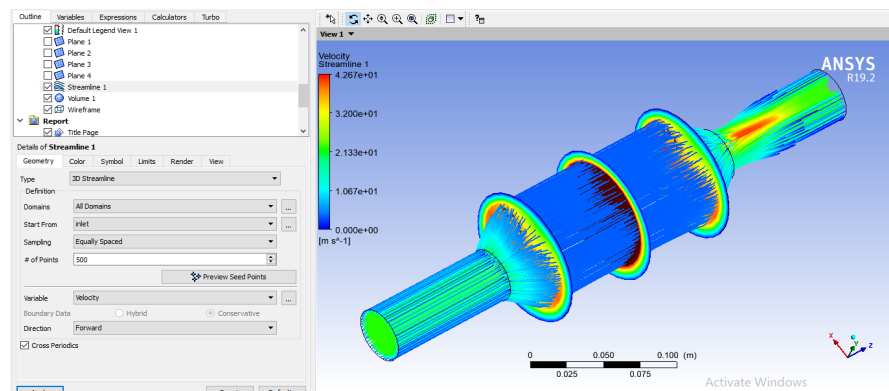 Outline Variables Expressions Calculators Turbo
Default Legend View 1
Plane 1
Plane 2
Plane 3
Plane 4
Streamline 1
Volume 1
Wireframe
Report
Title Page
Details of Streamline 1
Geometry Color Symbol Limits Render View
Type 3D Streamline
Definition
Domains All Domains ...
Start From inlet ...
Sampling Equally Spaced
# of Points 500
Preview Seed Points
Variable Velocity ...
Boundary Data Hybrid Conservative
Direction Forward
Cross Periodics
View 1
Velocity
Streamline 1
4.267e+01
3.200e+01
2.133e+01
1.067e+01
0.000e+00
[m s^-1]
ANSYS
R19.2
0 0.050 0.100 (m)
0.025 0.075
X Y Z
Activate Windows